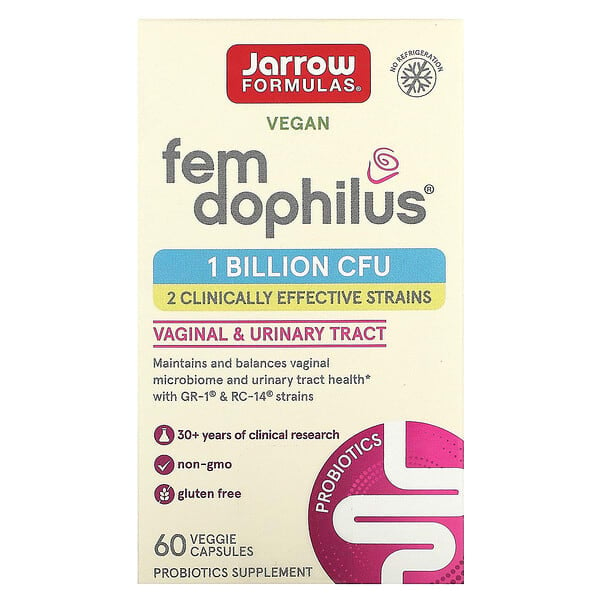 Jarrow
FORMULAS®
NO REFRIGERATION
VEGAN
fem
dophilus®
1 BILLION CFU
2 CLINICALLY EFFECTIVE STRAINS
VAGINAL & URINARY TRACT
Maintains and balances vaginal
microbiome and urinary tract health*
with GR-1® & RC-14® strains
30+ years of clinical research
non-gmo
gluten free
PROBIOTICS
60 VEGGIE
CAPSULES
PROBIOTICS SUPPLEMENT